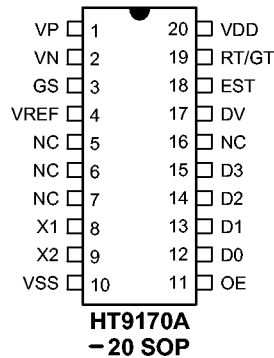 VP 1 20 VDD
VN 2 19 RT/GT
GS 3 18 EST
VREF 4 17 DV
NC 5 16 NC
NC 6 15 D3
NC 7 14 D2
X1 8 13 D1
X2 9 12 D0
VSS 10 11 OE
HT9170A
–20 SOP